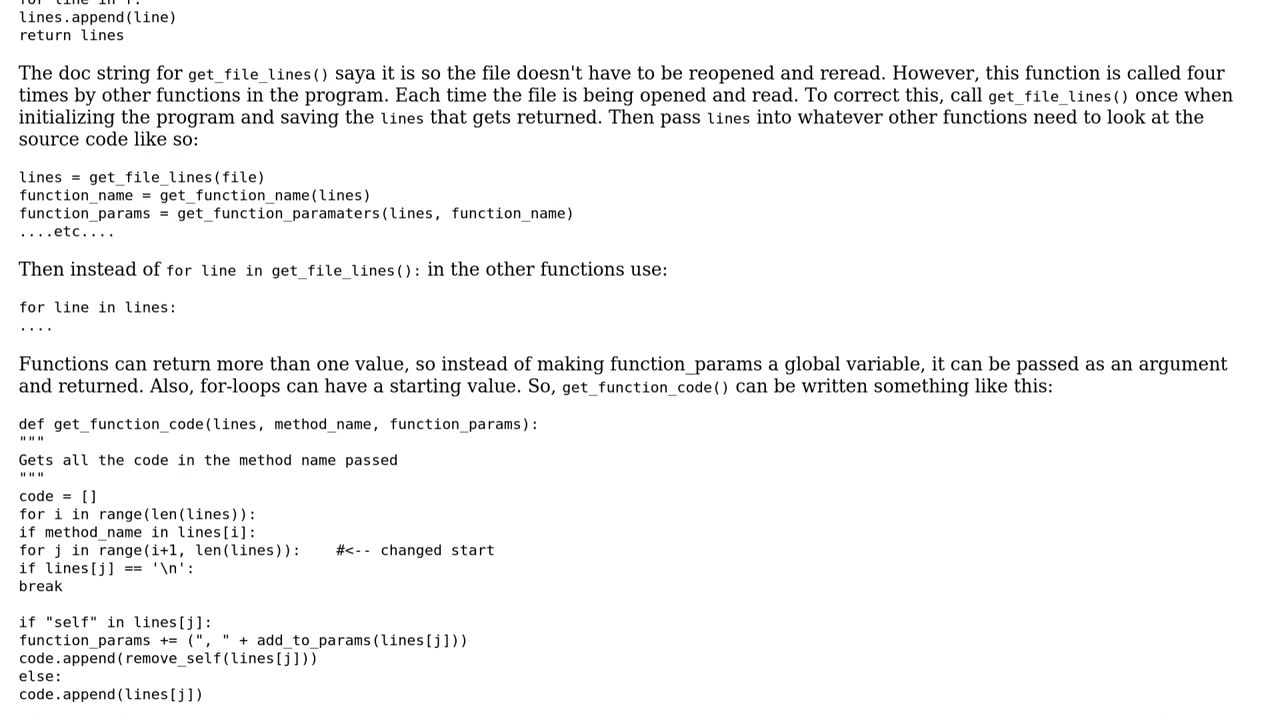 for line in f:
lines.append(line)
return lines
The doc string for get_file_lines() saya it is so the file doesn't have to be reopened and reread. However, this function is called four
times by other functions in the program. Each time the file is being opened and read. To correct this, call get_file_lines() once when
initializing the program and saving the lines that gets returned. Then pass lines into whatever other functions need to look at the
source code like so:
lines = get_file_lines(file)
function_name = get_function_name(lines)
function_params = get_function_paramaters(lines, function_name)
....etc....
Then instead of for line in get_file_lines(): in the other functions use:
for line in lines:
....
Functions can return more than one value, so instead of making function_params a global variable, it can be passed as an argument
and returned. Also, for-loops can have a starting value. So, get_function_code() can be written something like this:
def get_function_code(lines, method_name, function_params):
"""
Gets all the code in the method name passed
"""
code = []
for i in range(len(lines)):
if method_name in lines[i]:
for j in range(i+1, len(lines)):    #<-- changed start
if lines[j] == '\n':
break
if "self" in lines[j]:
function_params += (", " + add_to_params(lines[j]))
code.append(remove_self(lines[j]))
else:
code.append(lines[j])